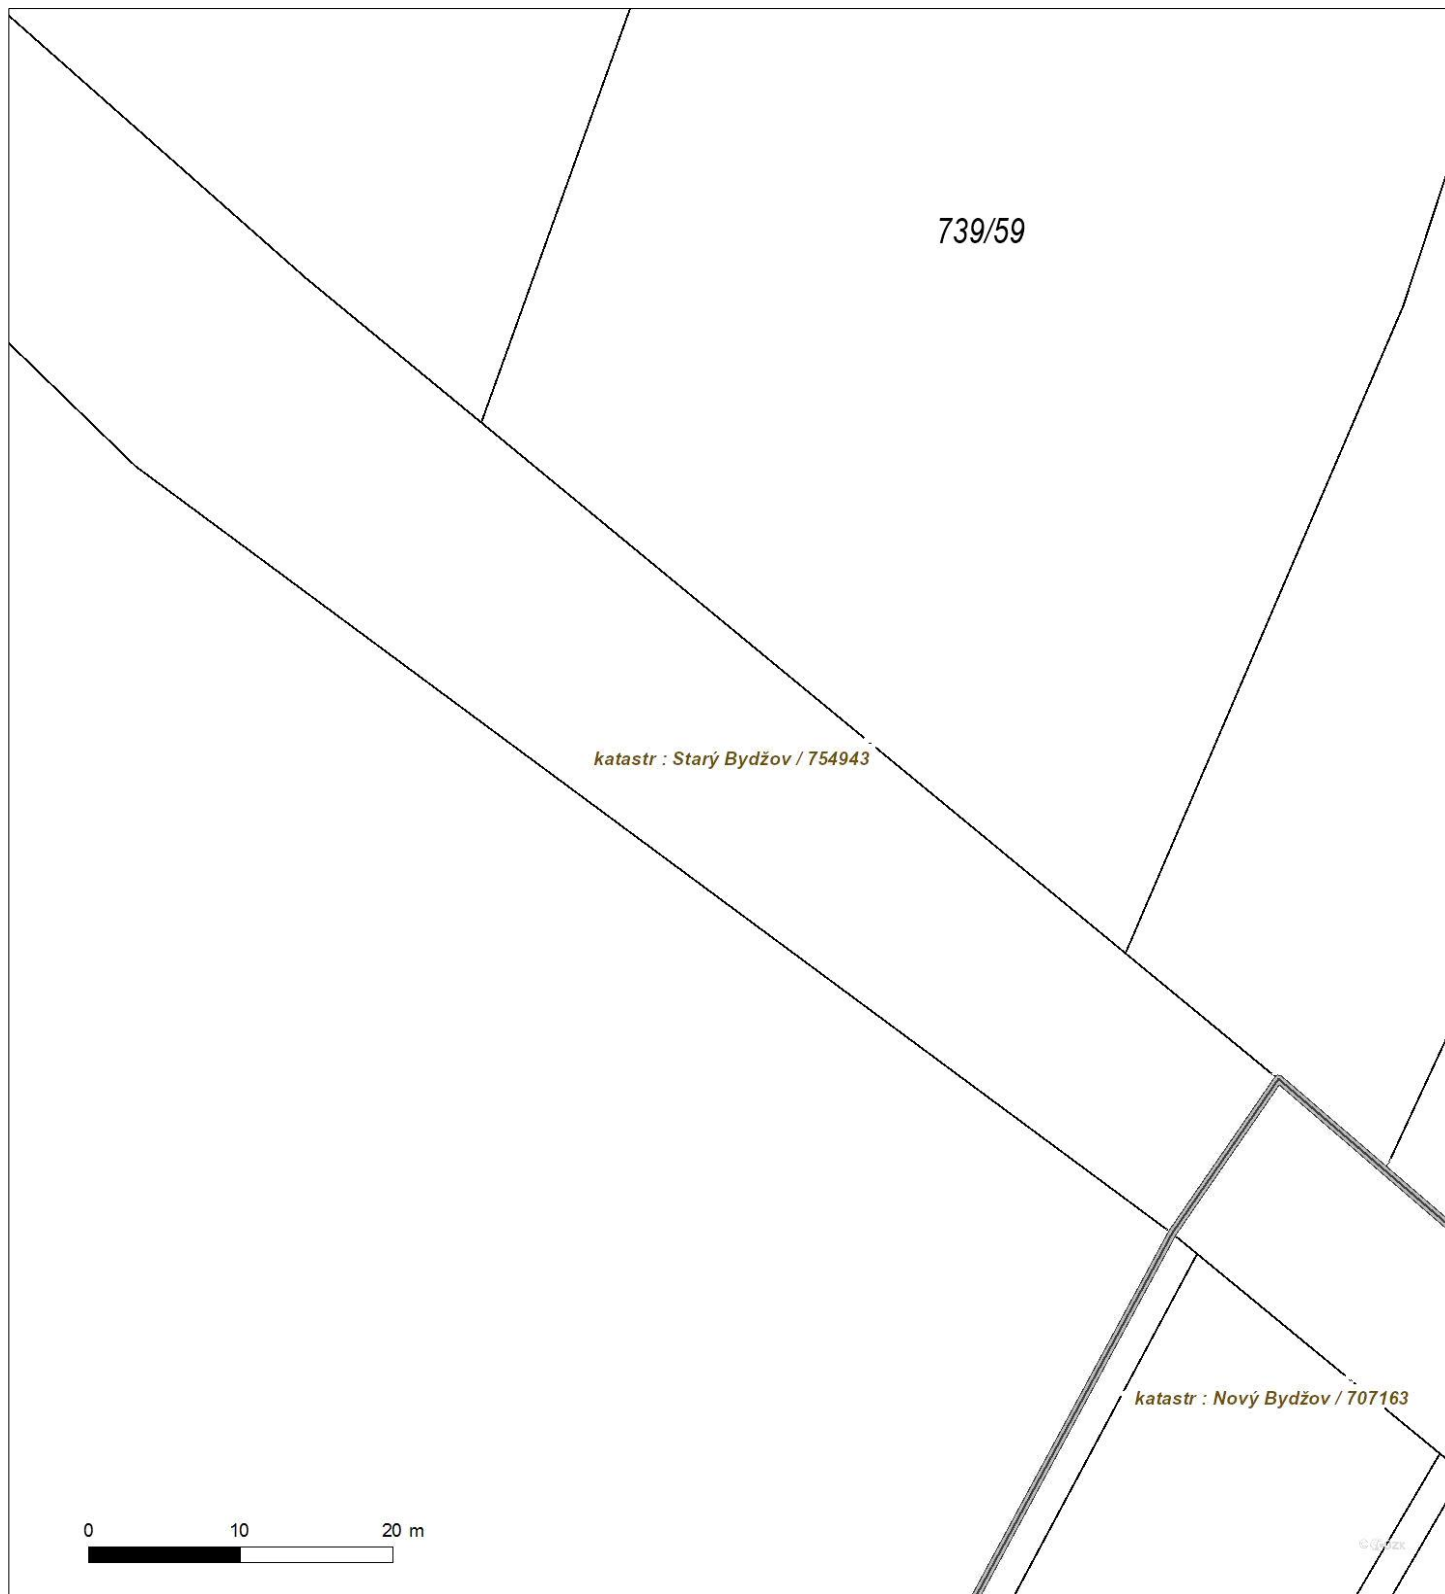 739/59
katastr : Starý Bydžov / 754943
katastr : Nový Bydžov / 707163
0 10 20 m